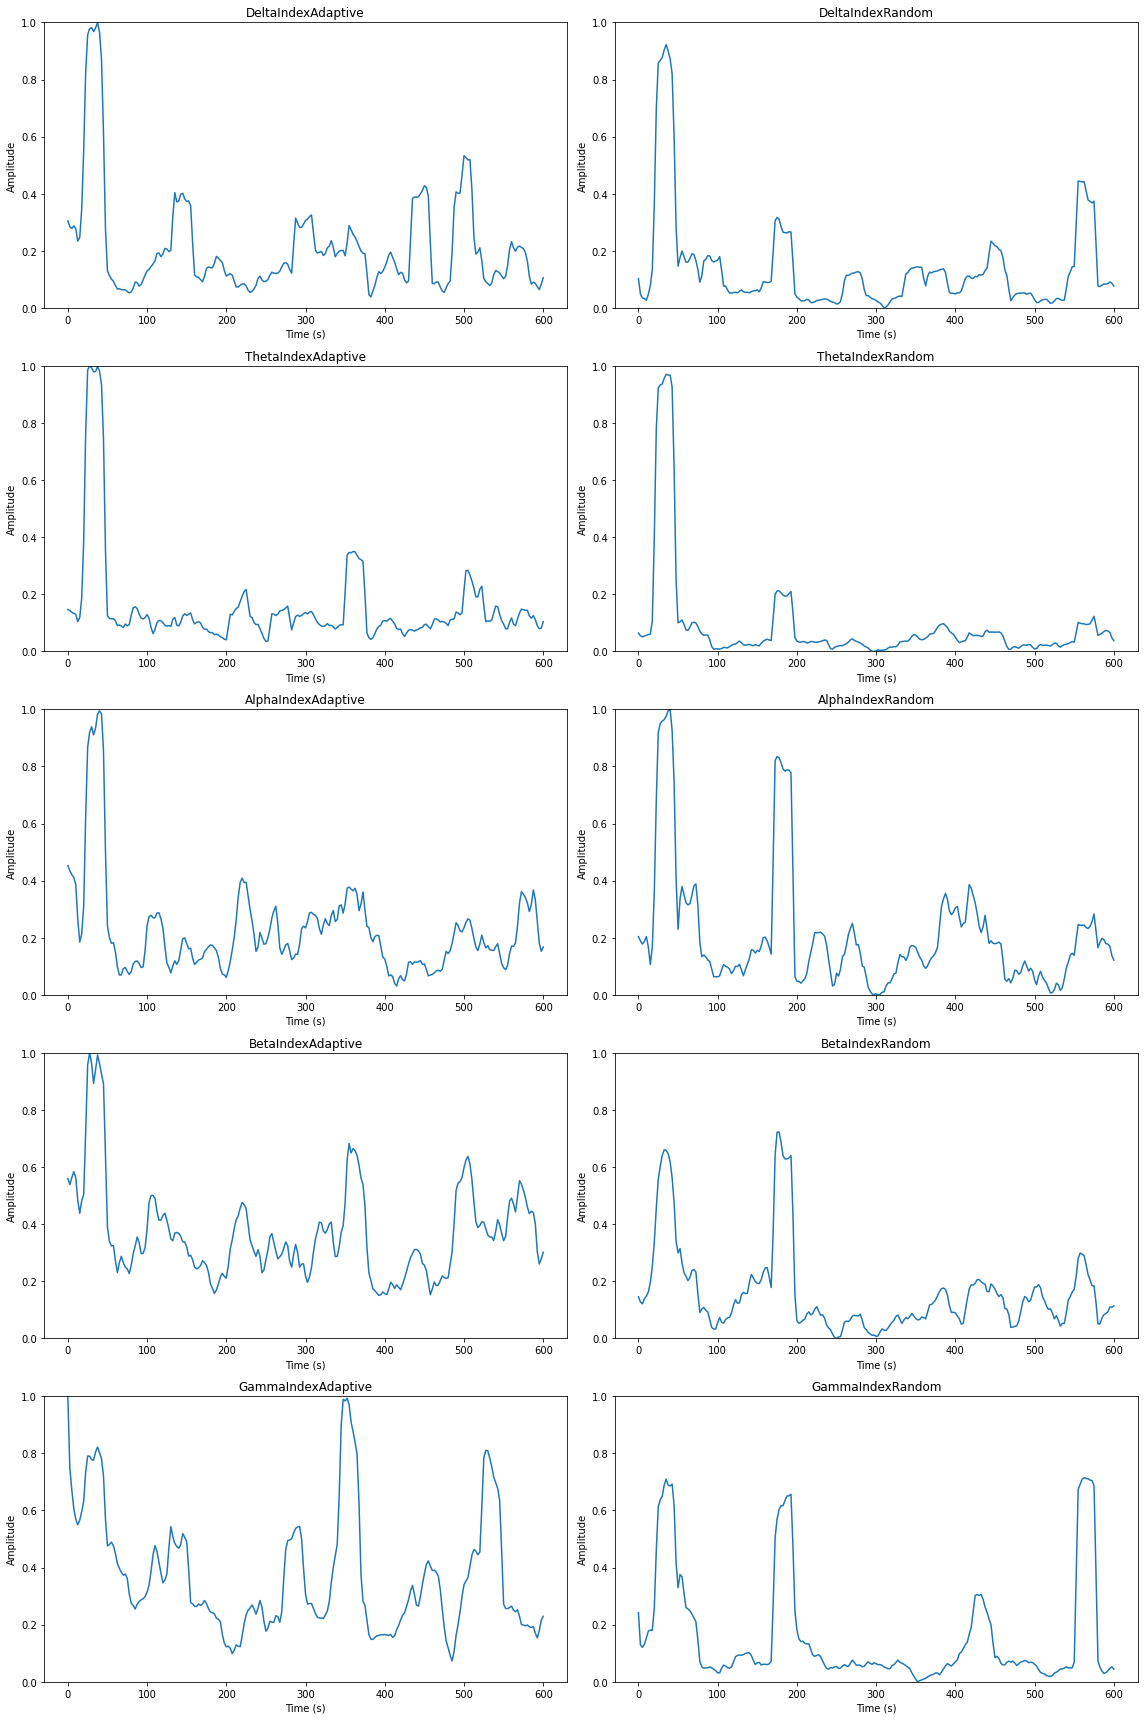 DeltaIndexAdaptive
1.0
0.8
0.6
0.4
0.2
0.0
Amplitude
0 100 200 300 400 500 600
Time (s)
DeltaIndexRandom
1.0
0.8
0.6
0.4
0.2
0.0
Amplitude
0 100 200 300 400 500 600
Time (s)
ThetaIndexAdaptive
1.0
0.8
0.6
0.4
0.2
0.0
Amplitude
0 100 200 300 400 500 600
Time (s)
ThetaIndexRandom
1.0
0.8
0.6
0.4
0.2
0.0
Amplitude
0 100 200 300 400 500 600
Time (s)
AlphaIndexAdaptive
1.0
0.8
0.6
0.4
0.2
0.0
Amplitude
0 100 200 300 400 500 600
Time (s)
AlphaIndexRandom
1.0
0.8
0.6
0.4
0.2
0.0
Amplitude
0 100 200 300 400 500 600
Time (s)
BetaIndexAdaptive
1.0
0.8
0.6
0.4
0.2
0.0
Amplitude
0 100 200 300 400 500 600
Time (s)
BetaIndexRandom
1.0
0.8
0.6
0.4
0.2
0.0
Amplitude
0 100 200 300 400 500 600
Time (s)
GammaIndexAdaptive
1.0
0.8
0.6
0.4
0.2
0.0
Amplitude
0 100 200 300 400 500 600
Time (s)
GammaIndexRandom
1.0
0.8
0.6
0.4
0.2
0.0
Amplitude
0 100 200 300 400 500 600
Time (s)